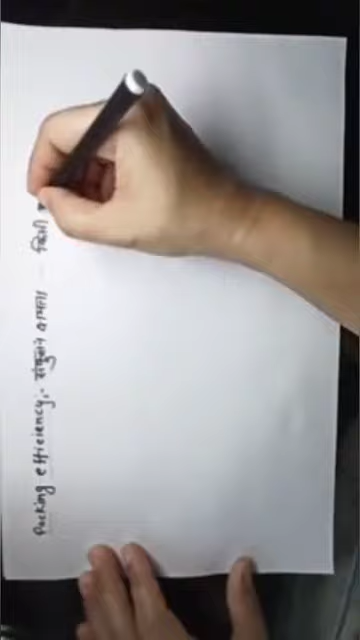 Packing efficiency:- संकुलन क्षमता - किसी